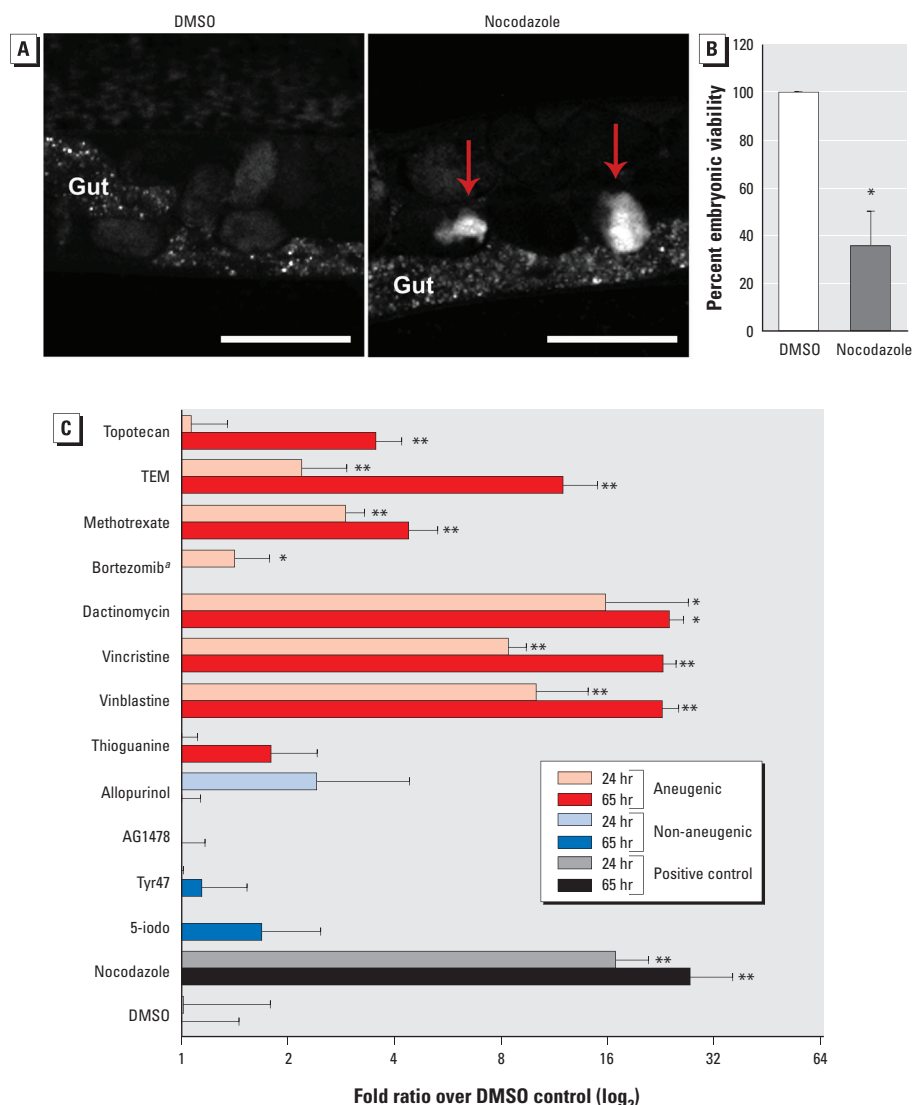 DMSO
Nocodazole
A
Gut
Gut
B
120
100
80
60
40
20
0
Percent embryonic viability
*
DMSO
Nocodazole
C
Topotecan
**
TEM
**
**
Methotrexate
**
**
Bortezomibᵃ
*
Dactinomycin
*
*
Vincristine
**
**
Vinblastine
**
**
Thioguanine
Allopurinol
AG1478
Tyr47
5-iodo
Nocodazole
**
**
DMSO
24 hr
65 hr
Aneugenic
24 hr
65 hr
Non-aneugenic
24 hr
65 hr
Positive control
1 2 4 8 16 32 64
Fold ratio over DMSO control (log₂)